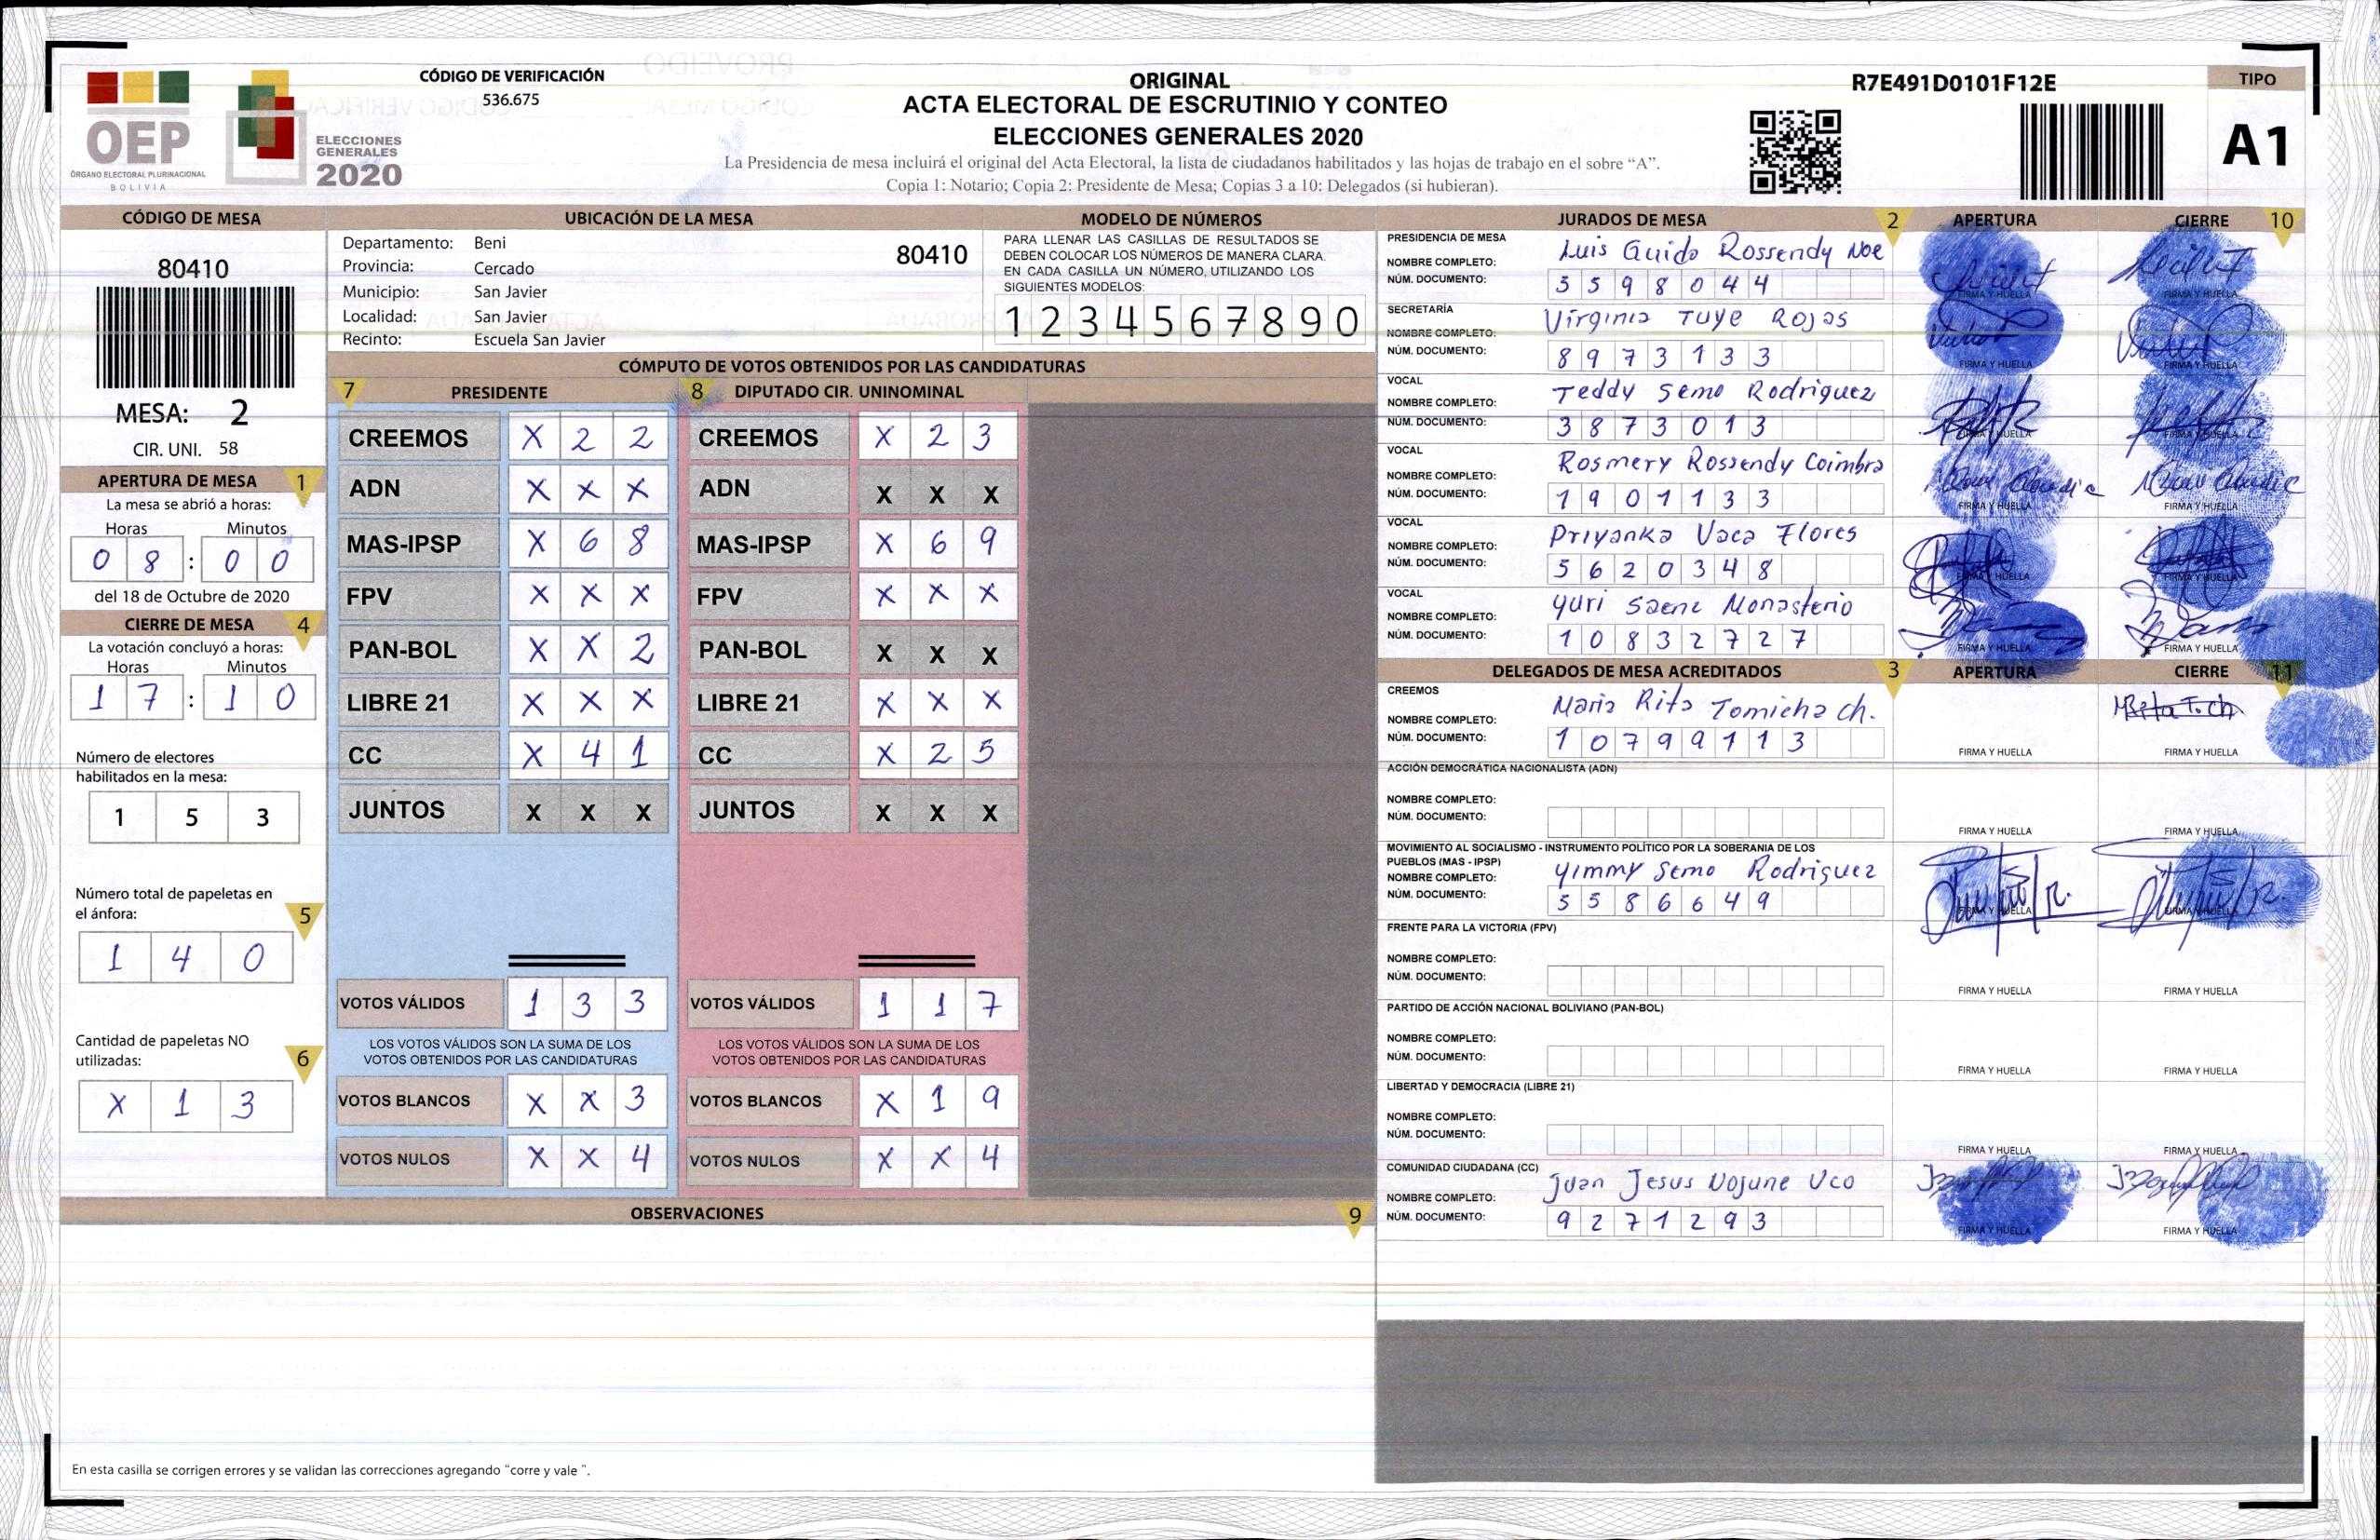 CÓDIGO DE VERIFICACIÓN
536.675
OEP
ÓRGANO ELECTORAL PLURINACIONAL
BOLIVIA
ELECCIONES
GENERALES
2020
ORIGINAL
ACTA ELECTORAL DE ESCRUTINIO Y CONTEO
ELECCIONES GENERALES 2020
La Presidencia de mesa incluirá el original del Acta Electoral, la lista de ciudadanos habilitados y las hojas de trabajo en el sobre “A”.
Copia 1: Notario; Copia 2: Presidente de Mesa; Copias 3 a 10: Delegados (si hubieran).
R7E491D0101F12E
TIPO
A1
CÓDIGO DE MESA
80410
MESA: 2
CIR. UNI. 58
APERTURA DE MESA 1
La mesa se abrió a horas:
Horas Minutos
0 8 : 0 0
del 18 de Octubre de 2020
CIERRE DE MESA 4
La votación concluyó a horas:
Horas Minutos
1 7 : 1 0
Número de electores
habilitados en la mesa:
1 5 3
Número total de papeletas en
el ánfora: 5
1 4 0
Cantidad de papeletas NO
utilizadas: 6
X 1 3
UBICACIÓN DE LA MESA
Departamento: Beni
80410
Provincia: Cercado
Municipio: San Javier
Localidad: San Javier
Recinto: Escuela San Javier
MODELO DE NÚMEROS
PARA LLENAR LAS CASILLAS DE RESULTADOS SE
DEBEN COLOCAR LOS NÚMEROS DE MANERA CLARA.
EN CADA CASILLA UN NÚMERO, UTILIZANDO LOS
SIGUIENTES MODELOS:
1 2 3 4 5 6 7 8 9 0
CÓMPUTO DE VOTOS OBTENIDOS POR LAS CANDIDATURAS
7 PRESIDENTE 8 DIPUTADO CIR. UNINOMINAL
CREEMOS X 2 2 CREEMOS X 2 3
ADN X X X ADN X X X
MAS-IPSP X 6 8 MAS-IPSP X 6 9
FPV X X X FPV X X X
PAN-BOL X X 2 PAN-BOL X X X
LIBRE 21 X X X LIBRE 21 X X X
CC X 4 1 CC X 2 5
JUNTOS X X X JUNTOS X X X
VOTOS VÁLIDOS 1 3 3 VOTOS VÁLIDOS 1 1 7
LOS VOTOS VÁLIDOS SON LA SUMA DE LOS LOS VOTOS VÁLIDOS SON LA SUMA DE LOS
VOTOS OBTENIDOS POR LAS CANDIDATURAS VOTOS OBTENIDOS POR LAS CANDIDATURAS
VOTOS BLANCOS X X 3 VOTOS BLANCOS X 1 9
VOTOS NULOS X X 4 VOTOS NULOS X X 4
OBSERVACIONES 9
En esta casilla se corrigen errores y se validan las correcciones agregando “corre y vale ”.
JURADOS DE MESA 2 APERTURA CIERRE 10
PRESIDENCIA DE MESA
NOMBRE COMPLETO: Luis Guido Rossendy Noe
NÚM. DOCUMENTO: 5 5 9 8 0 4 4
FIRMA Y HUELLA FIRMA Y HUELLA
SECRETARÍA
NOMBRE COMPLETO: Virginia Tuye Rojas
NÚM. DOCUMENTO: 8 9 7 3 1 3 3
FIRMA Y HUELLA FIRMA Y HUELLA
VOCAL
NOMBRE COMPLETO: Teddy Semo Rodriguez
NÚM. DOCUMENTO: 3 8 7 3 0 1 3
FIRMA Y HUELLA FIRMA Y HUELLA
VOCAL
NOMBRE COMPLETO: Rosmery Rossendy Coimbra
NÚM. DOCUMENTO: 1 9 0 1 1 3 3
FIRMA Y HUELLA FIRMA Y HUELLA
VOCAL
NOMBRE COMPLETO: Priyanka Vaca Flores
NÚM. DOCUMENTO: 5 6 2 0 3 4 8
FIRMA Y HUELLA FIRMA Y HUELLA
VOCAL
NOMBRE COMPLETO: Yuri Saenz Monasterio
NÚM. DOCUMENTO: 1 0 8 3 2 7 2 7
FIRMA Y HUELLA FIRMA Y HUELLA
DELEGADOS DE MESA ACREDITADOS 3 APERTURA CIERRE 11
CREEMOS
NOMBRE COMPLETO: Maria Rita Tomicha ch.
NÚM. DOCUMENTO: 1 0 7 9 9 1 1 3
FIRMA Y HUELLA FIRMA Y HUELLA
ACCIÓN DEMOCRÁTICA NACIONALISTA (ADN)
NOMBRE COMPLETO:
NÚM. DOCUMENTO:
FIRMA Y HUELLA FIRMA Y HUELLA
MOVIMIENTO AL SOCIALISMO - INSTRUMENTO POLÍTICO POR LA SOBERANIA DE LOS
PUEBLOS (MAS - IPSP)
NOMBRE COMPLETO: Yimmy Semo Rodriguez
NÚM. DOCUMENTO: 5 5 8 6 6 4 9
FIRMA Y HUELLA FIRMA Y HUELLA
FRENTE PARA LA VICTORIA (FPV)
NOMBRE COMPLETO:
NÚM. DOCUMENTO:
FIRMA Y HUELLA FIRMA Y HUELLA
PARTIDO DE ACCIÓN NACIONAL BOLIVIANO (PAN-BOL)
NOMBRE COMPLETO:
NÚM. DOCUMENTO:
FIRMA Y HUELLA FIRMA Y HUELLA
LIBERTAD Y DEMOCRACIA (LIBRE 21)
NOMBRE COMPLETO:
NÚM. DOCUMENTO:
FIRMA Y HUELLA FIRMA Y HUELLA
COMUNIDAD CIUDADANA (CC)
NOMBRE COMPLETO: Juan Jesus Nojune Uco
NÚM. DOCUMENTO: 9 2 7 1 2 9 3
FIRMA Y HUELLA FIRMA Y HUELLA